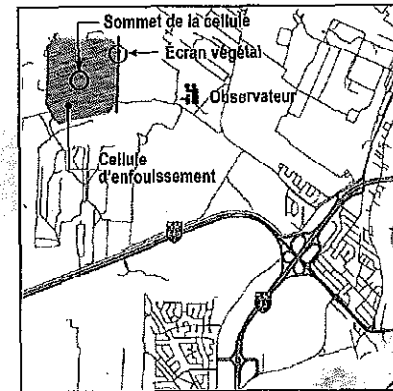 Sommet de la cellule
Écran végétal
Observateur
Cellule
d'enfouissement